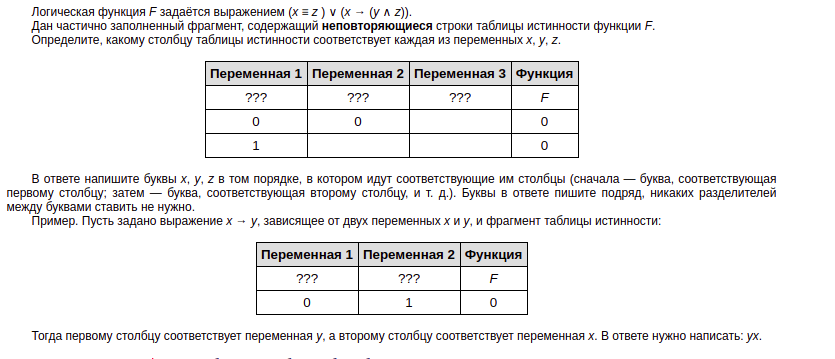 Логическая функция F задаётся выражением (x ≡ z ) ∨ (x → (y ∧ z)).
Дан частично заполненный фрагмент, содержащий неповторяющиеся строки таблицы истинности функции F.
Определите, какому столбцу таблицы истинности соответствует каждая из переменных x, y, z.
Переменная 1 Переменная 2 Переменная 3 Функция
??? ??? ??? F
0 0 0
1 0
В ответе напишите буквы x, y, z в том порядке, в котором идут соответствующие им столбцы (сначала — буква, соответствующая
первому столбцу; затем — буква, соответствующая второму столбцу, и т. д.). Буквы в ответе пишите подряд, никаких разделителей
между буквами ставить не нужно.
Пример. Пусть задано выражение x → y, зависящее от двух переменных x и y, и фрагмент таблицы истинности:
Переменная 1 Переменная 2 Функция
??? ??? F
0 1 0
Тогда первому столбцу соответствует переменная y, а второму столбцу соответствует переменная x. В ответе нужно написать: yx.